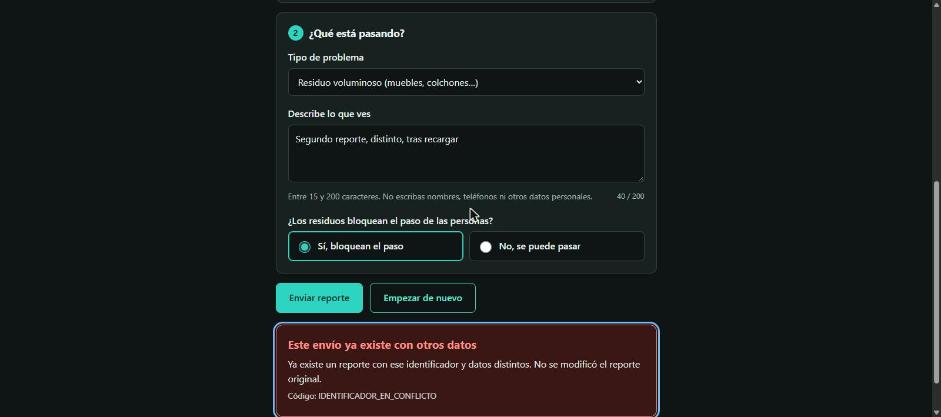 2 ¿Qué está pasando?
Tipo de problema
Residuo voluminoso (muebles, colchones...)
Describe lo que ves
Segundo reporte, distinto, tras recargar
Entre 15 y 200 caracteres. No escribas nombres, teléfonos ni otros datos personales. 40 / 200
¿Los residuos bloquean el paso de las personas?
Sí, bloquean el paso No, se puede pasar
Enviar reporte Empezar de nuevo
Este envío ya existe con otros datos
Ya existe un reporte con ese identificador y datos distintos. No se modificó el reporte
original.
Código: IDENTIFICADOR_EN_CONFLICTO